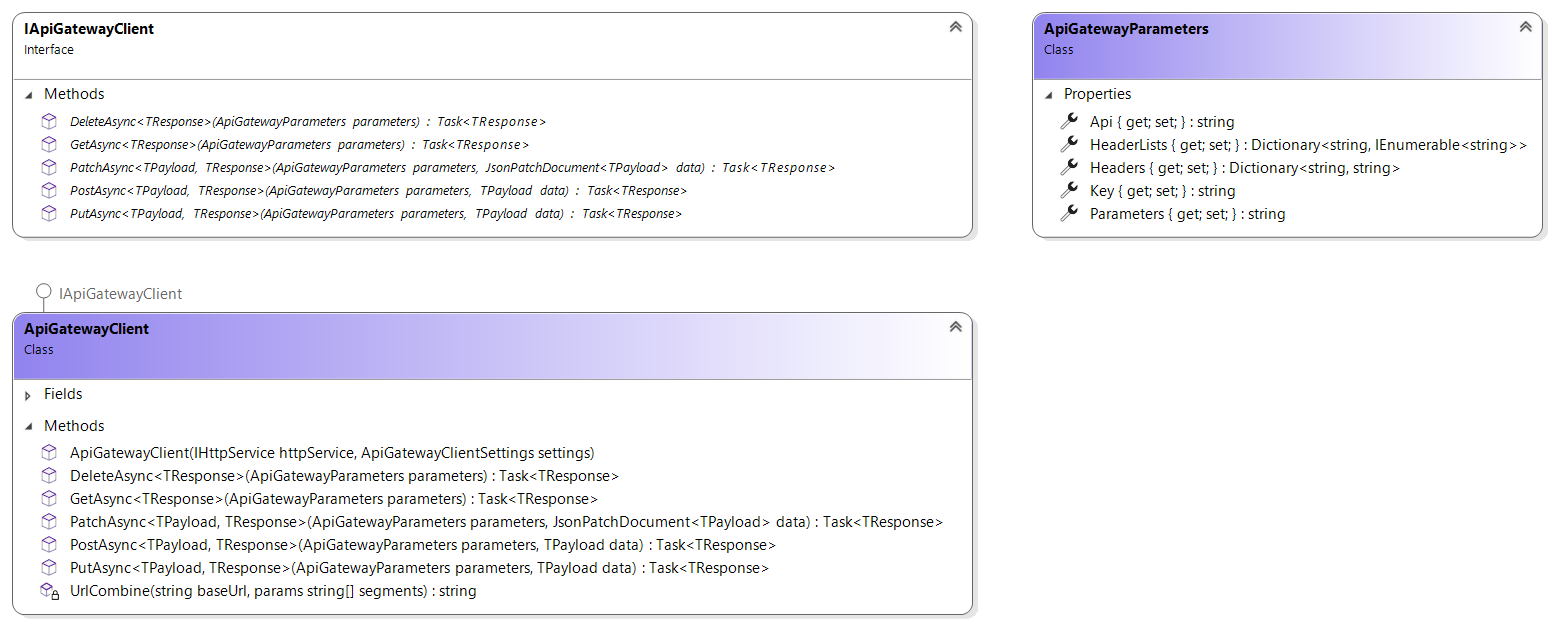 IApiGatewayClient
Interface
Methods
DeleteAsync<TResponse>(ApiGatewayParameters parameters) : Task<TResponse>
GetAsync<TResponse>(ApiGatewayParameters parameters) : Task<TResponse>
PatchAsync<TPayload, TResponse>(ApiGatewayParameters parameters, JsonPatchDocument<TPayload> data) : Task<TResponse>
PostAsync<TPayload, TResponse>(ApiGatewayParameters parameters, TPayload data) : Task<TResponse>
PutAsync<TPayload, TResponse>(ApiGatewayParameters parameters, TPayload data) : Task<TResponse>
ApiGatewayParameters
Class
Properties
Api { get; set; } : string
HeaderLists { get; set; } : Dictionary<string, IEnumerable<string>>
Headers { get; set; } : Dictionary<string, string>
Key { get; set; } : string
Parameters { get; set; } : string
IApiGatewayClient
ApiGatewayClient
Class
Fields
Methods
ApiGatewayClient(IHttpService httpService, ApiGatewayClientSettings settings)
DeleteAsync<TResponse>(ApiGatewayParameters parameters) : Task<TResponse>
GetAsync<TResponse>(ApiGatewayParameters parameters) : Task<TResponse>
PatchAsync<TPayload, TResponse>(ApiGatewayParameters parameters, JsonPatchDocument<TPayload> data) : Task<TResponse>
PostAsync<TPayload, TResponse>(ApiGatewayParameters parameters, TPayload data) : Task<TResponse>
PutAsync<TPayload, TResponse>(ApiGatewayParameters parameters, TPayload data) : Task<TResponse>
UrlCombine(string baseUrl, params string[] segments) : string